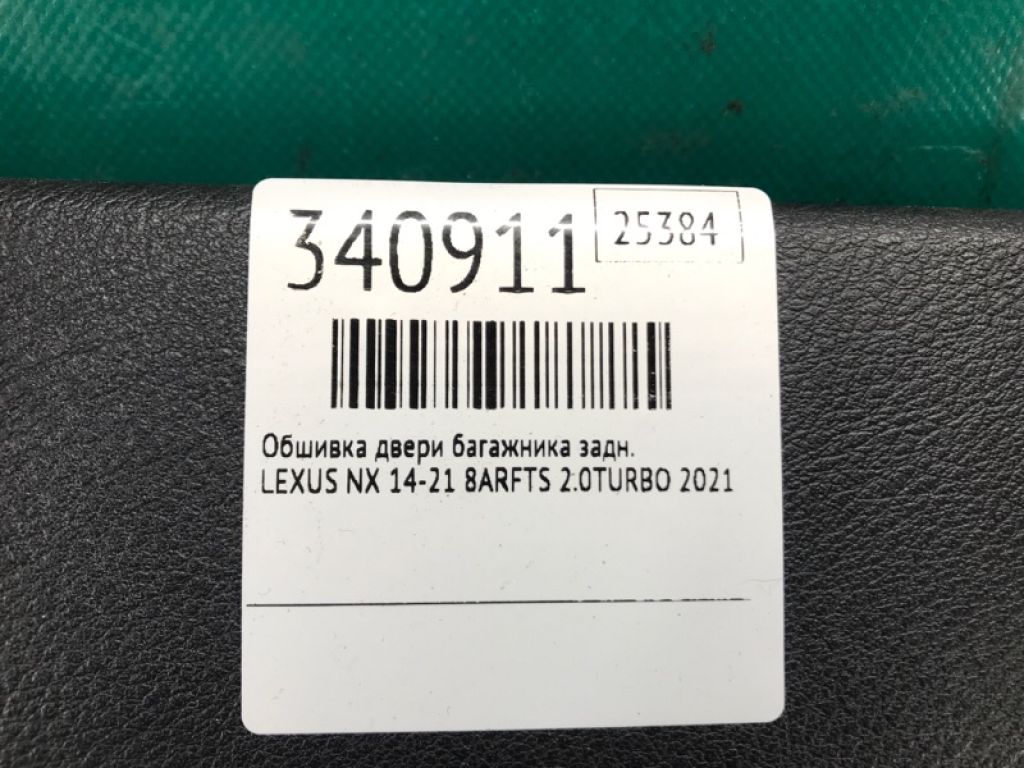 340911
25384
Обшивка двери багажника задн.
LEXUS NX 14-21 8ARFTS 2.0TURBO 2021